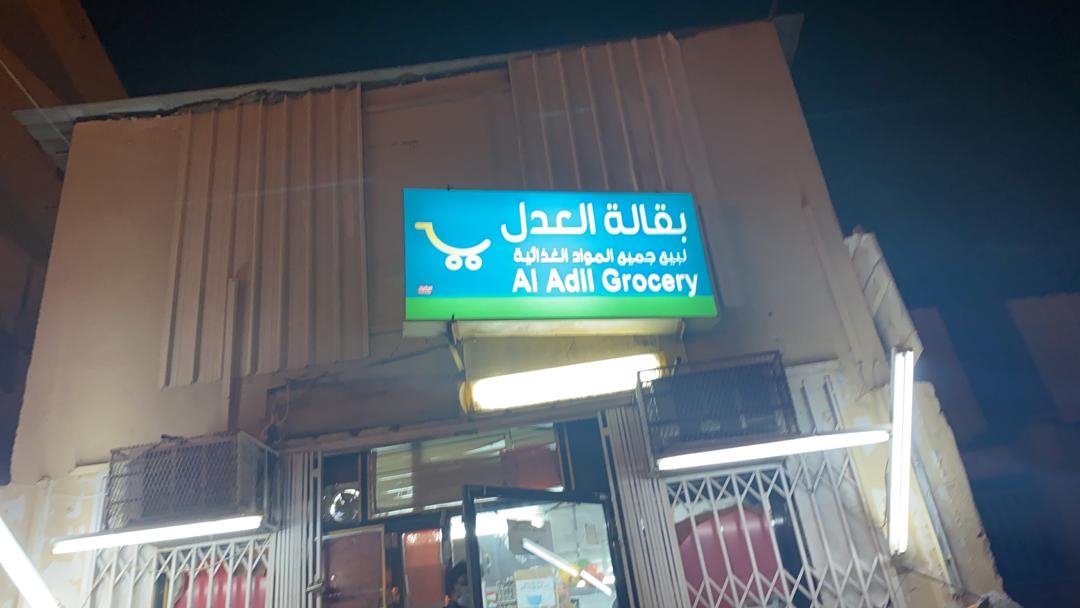 بقالة العدل
لبيع جميع المواد الغذائية
Al Adil Grocery